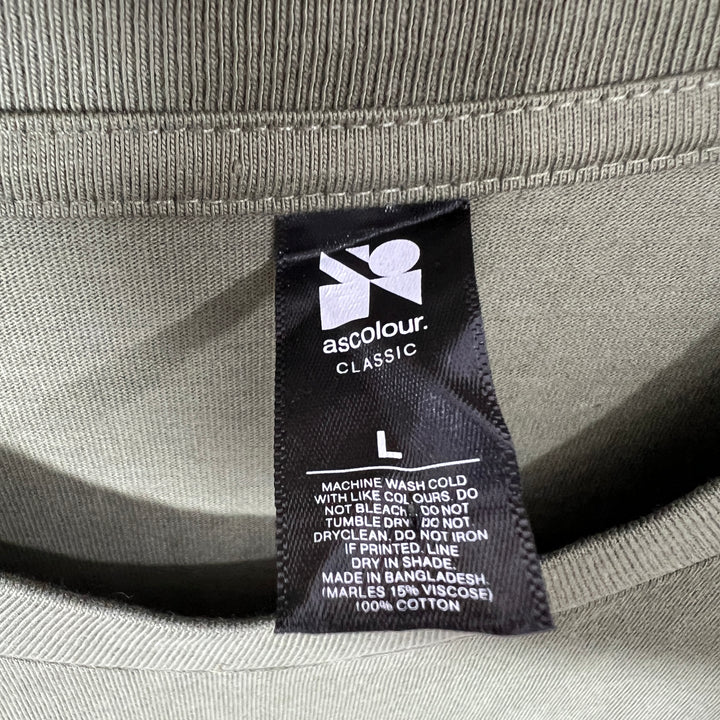 ascolour.
CLASSIC
L
MACHINE WASH COLD
WITH LIKE COLOURS. DO
NOT BLEACH. DO NOT
TUMBLE DRY. DO NOT
DRYCLEAN. DO NOT IRON
IF PRINTED. LINE
DRY IN SHADE.
MADE IN BANGLADESH.
(MARLES 15% VISCOSE)
100% COTTON